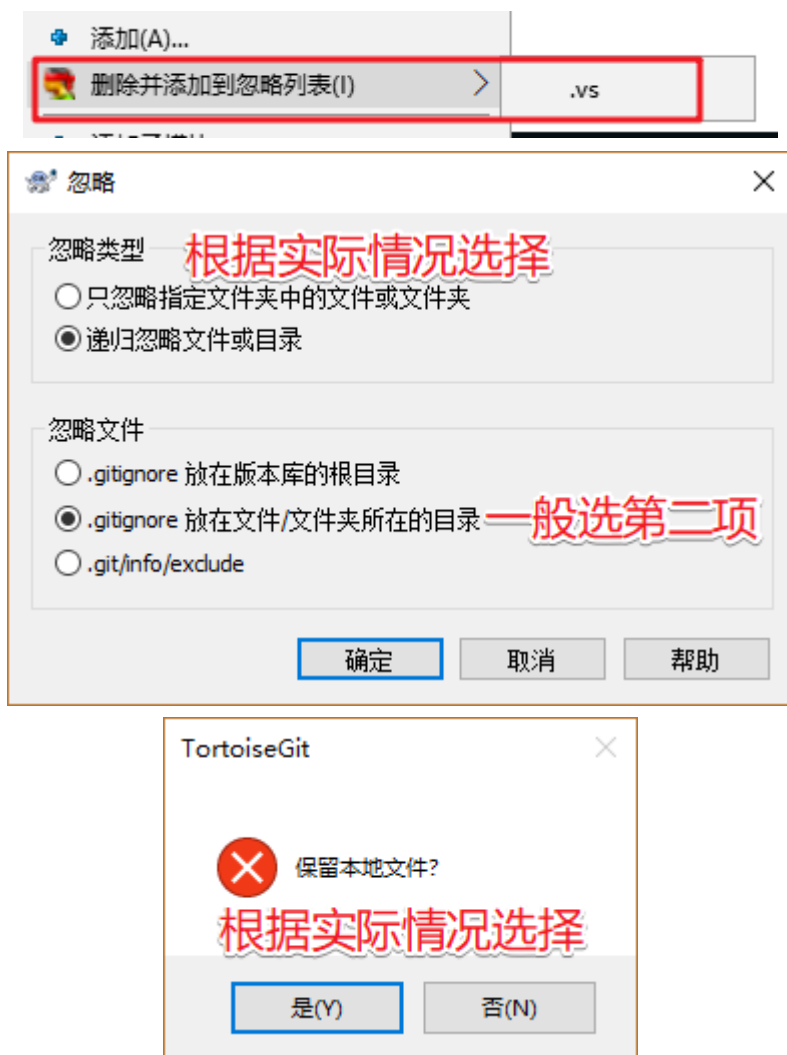 添加(A)...
删除并添加到忽略列表(I)
.vs
忽略
忽略类型
根据实际情况选择
只忽略指定文件夹中的文件或文件夹
递归忽略文件或目录
忽略文件
.gitignore 放在版本库的根目录
.gitignore 放在文件/文件夹所在的目录
一般选第二项
.git/info/exclude
确定
取消
帮助
TortoiseGit
保留本地文件?
根据实际情况选择
是(Y)
否(N)